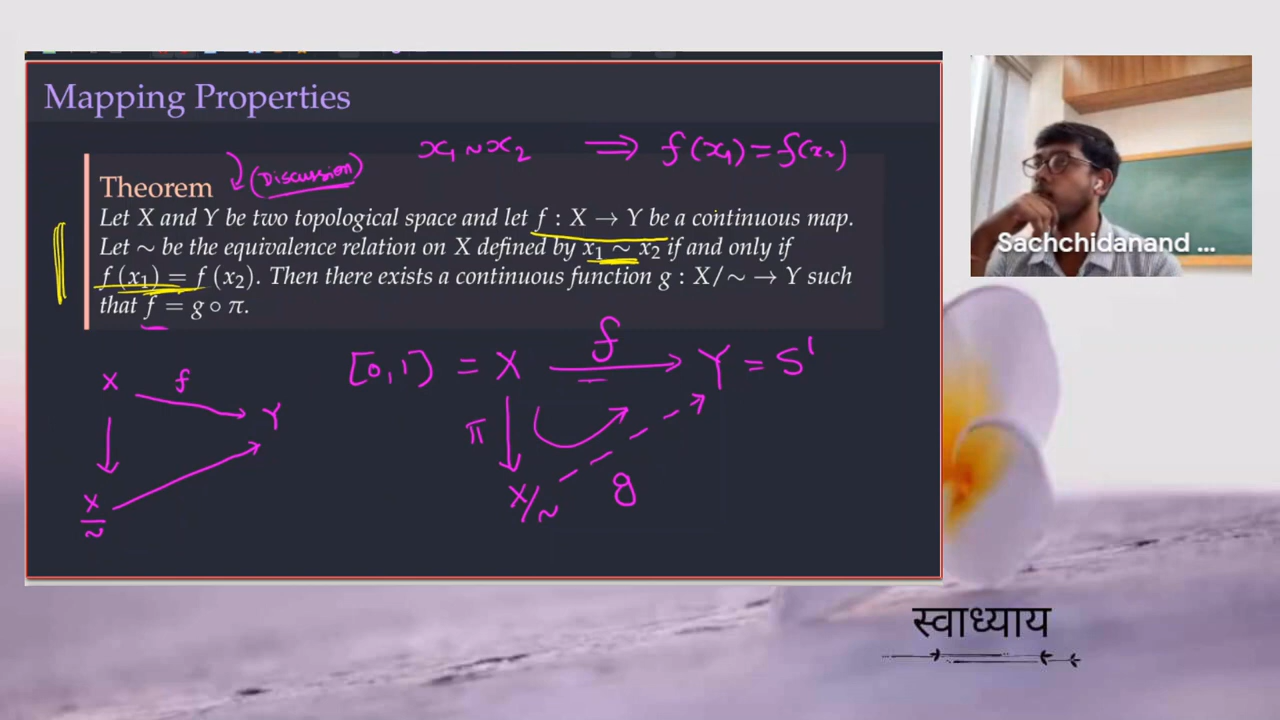 Mapping Properties
x₁ ~ x₂ ⟹ f(x₁) = f(x₂)
(Discussion)
Theorem
Let X and Y be two topological space and let f : X → Y be a continuous map.
Let ∼ be the equivalence relation on X defined by x₁ ∼ x₂ if and only if
f(x₁) = f(x₂). Then there exists a continuous function g : X/∼ → Y such
that f = g ∘ π.
Sachchidanand ...
X f Y
X/~
[0,1] = X f Y = S¹
π
X/~ g
स्वाध्याय